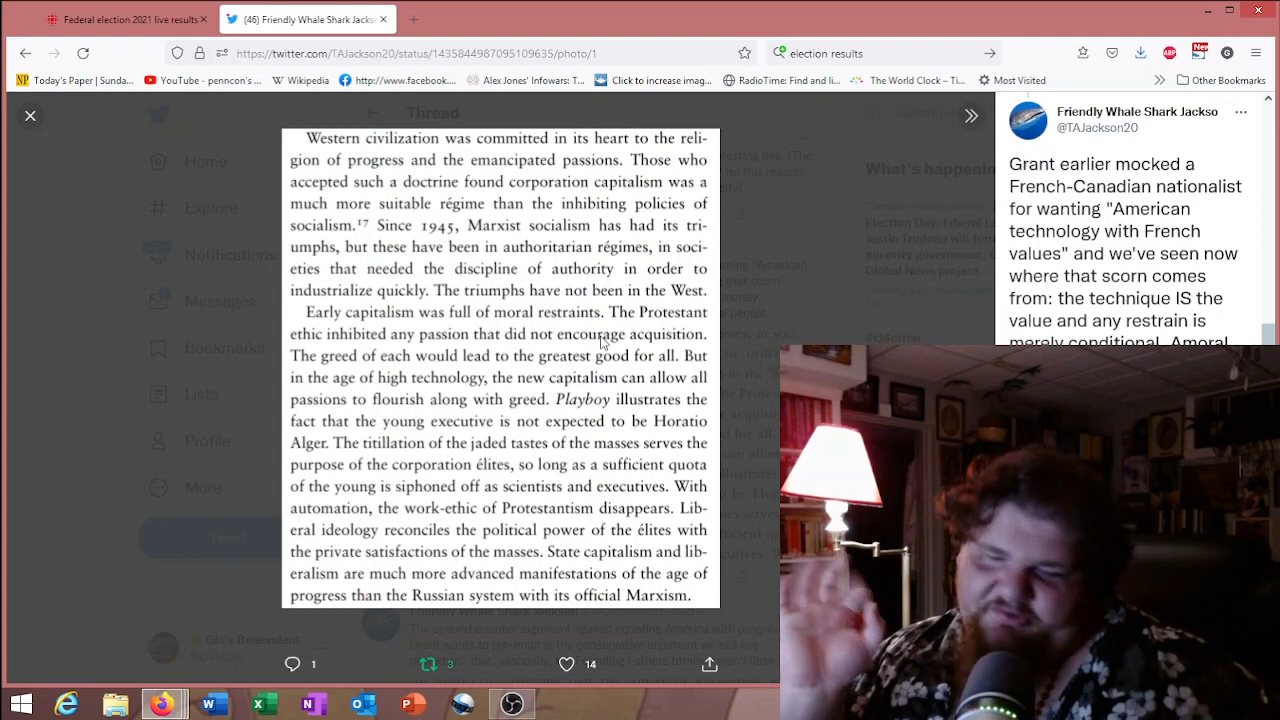 Federal election 2021 live results
(46) Friendly Whale Shark Jackso
https://twitter.com/TAJackson20/status/1435844987095109635/photo/1
election results
Today's Paper | Sunda...
YouTube - penncon's...
Wikipedia
http://www.facebook....
Alex Jones' Infowars: T...
Click to increase imag...
RadioTime: Find and li...
The World Clock – Ti...
Most Visited
Other Bookmarks
Thread
Home
Explore
Notifications
Messages
Bookmarks
Lists
Profile
More
Tweet
What's happening
Western civilization was committed in its heart to the reli-
gion of progress and the emancipated passions. Those who
accepted such a doctrine found corporation capitalism was a
much more suitable régime than the inhibiting policies of
socialism.17 Since 1945, Marxist socialism has had its tri-
umphs, but these have been in authoritarian régimes, in soci-
eties that needed the discipline of authority in order to
industrialize quickly. The triumphs have not been in the West.
Early capitalism was full of moral restraints. The Protestant
ethic inhibited any passion that did not encourage acquisition.
The greed of each would lead to the greatest good for all. But
in the age of high technology, the new capitalism can allow all
passions to flourish along with greed. Playboy illustrates the
fact that the young executive is not expected to be Horatio
Alger. The titillation of the jaded tastes of the masses serves the
purpose of the corporation élites, so long as a sufficient quota
of the young is siphoned off as scientists and executives. With
automation, the work-ethic of Protestantism disappears. Lib-
eral ideology reconciles the political power of the élites with
the private satisfactions of the masses. State capitalism and lib-
eralism are much more advanced manifestations of the age of
progress than the Russian system with its official Marxism.
1
3
14
Friendly Whale Shark Jackso
@TAJackson20
Grant earlier mocked a
French-Canadian nationalist
for wanting "American
technology with French
values" and we've seen now
where that scorn comes
from: the technique IS the
value and any restrain is
merely conditional. Amoral